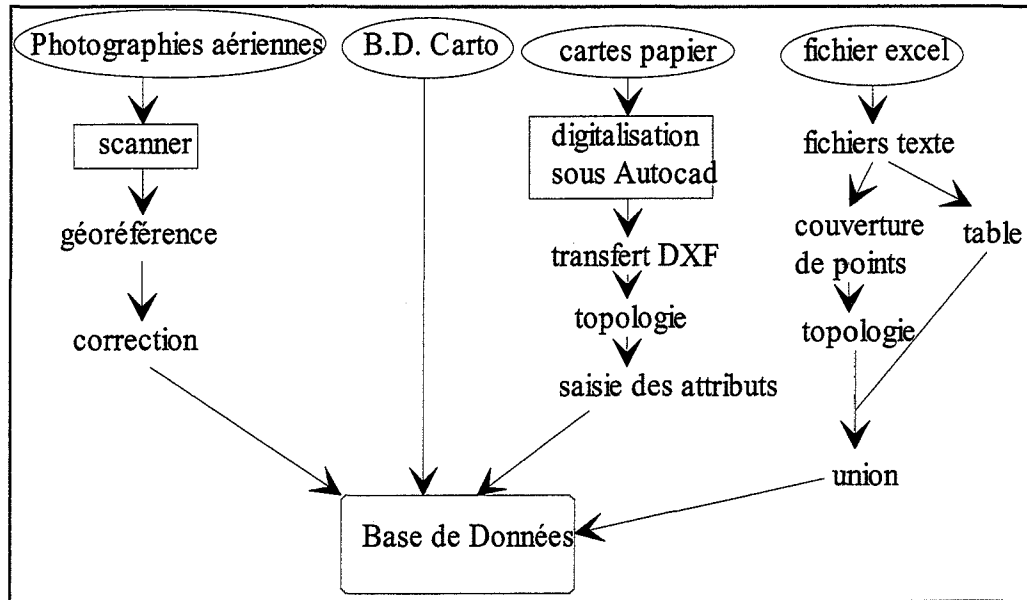 Photographies aériennes
B.D. Carto
cartes papier
fichier excel
scanner
digitalisation
sous Autocad
fichiers texte
géoréférence
transfert DXF
couverture
de points
table
correction
topologie
topologie
saisie des attributs
union
Base de Données